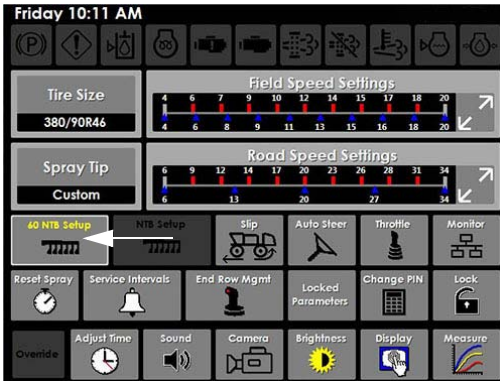 Friday 10:11 AM
(P)
Tire Size
380/90R46
Field Speed Settings
4 6 7 9 10 12 14 15 17 18 20
4 6 8 9 11 13 15 16 18 20
Spray Tip
Custom
Road Speed Settings
6 9 12 14 17 20 23 26 28 31 34
6 13 20 27 34
60 NTB Setup
NTB Setup
Slip
Auto Steer
Throttle
Monitor
Reset Spray
Service Intervals
End Row Mgmt
Locked
Parameters
Change PIN
Lock
Override
Adjust Time
Sound
Camera
Brightness
Display
Measure